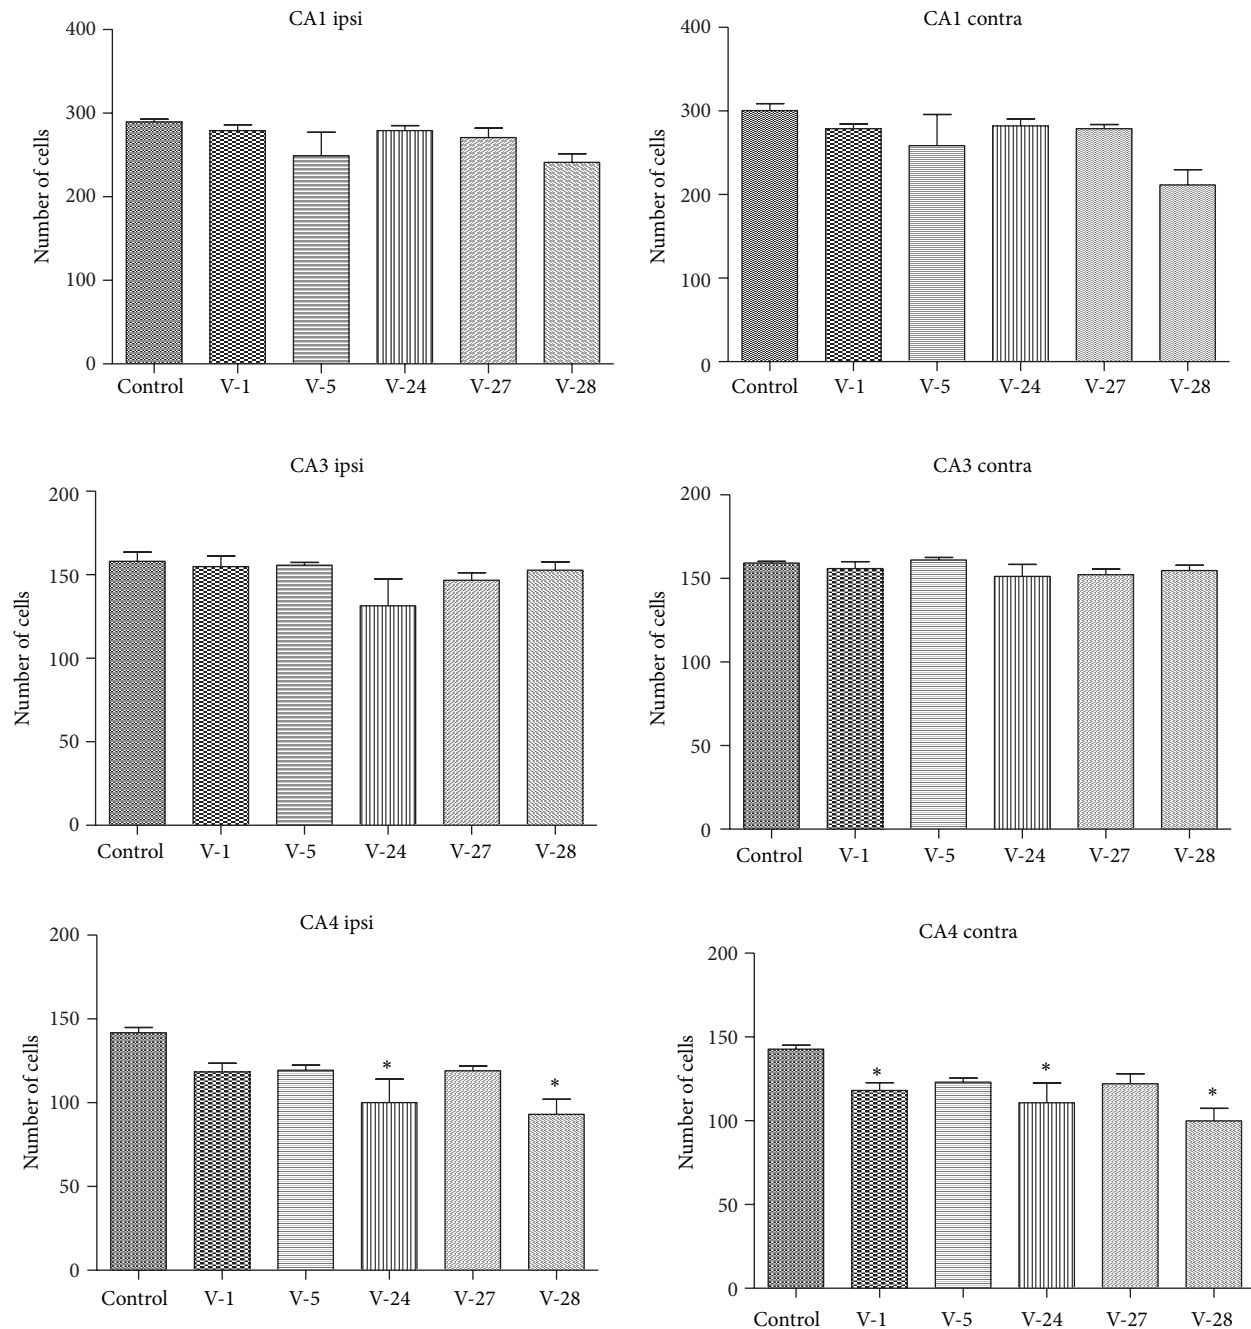 CA1 ipsi
400
300
200
100
0
Number of cells
Control V-1 V-5 V-24 V-27 V-28
CA1 contra
400
300
200
100
0
Number of cells
Control V-1 V-5 V-24 V-27 V-28
CA3 ipsi
200
150
100
50
0
Number of cells
Control V-1 V-5 V-24 V-27 V-28
CA3 contra
200
150
100
50
0
Number of cells
Control V-1 V-5 V-24 V-27 V-28
CA4 ipsi
200
150
100
50
0
Number of cells
* *
Control V-1 V-5 V-24 V-27 V-28
CA4 contra
200
150
100
50
0
Number of cells
* * *
Control V-1 V-5 V-24 V-27 V-28